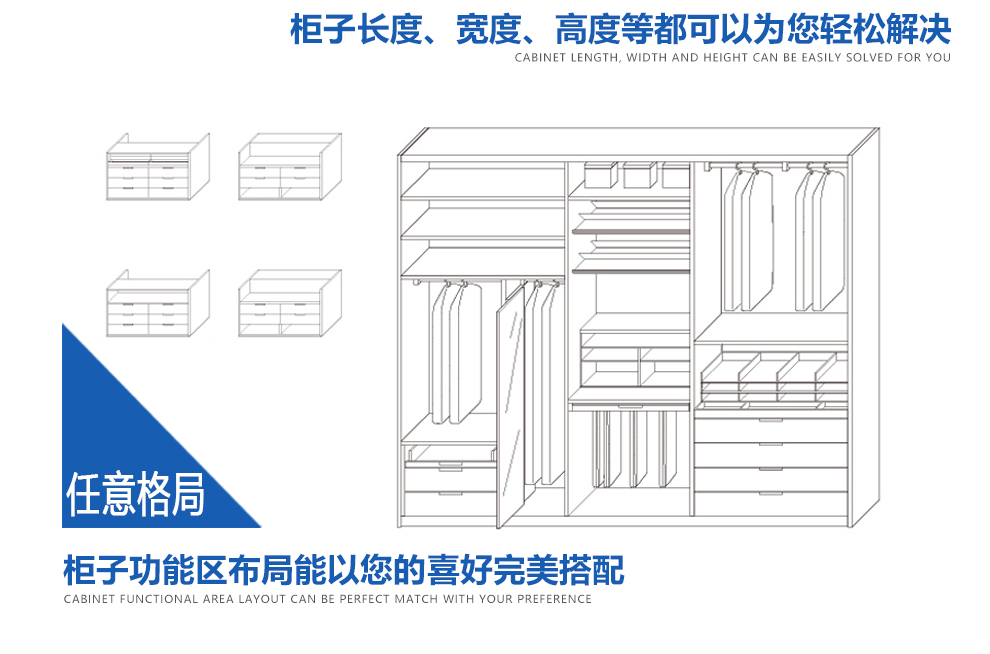 柜子长度、宽度、高度等都可以为您轻松解决
CABINET LENGTH, WIDTH AND HEIGHT CAN BE EASILY SOLVED FOR YOU
任意格局
柜子功能区布局能以您的喜好完美搭配
CABINET FUNCTIONAL AREA LAYOUT CAN BE PERFECT MATCH WITH YOUR PREFERENCE